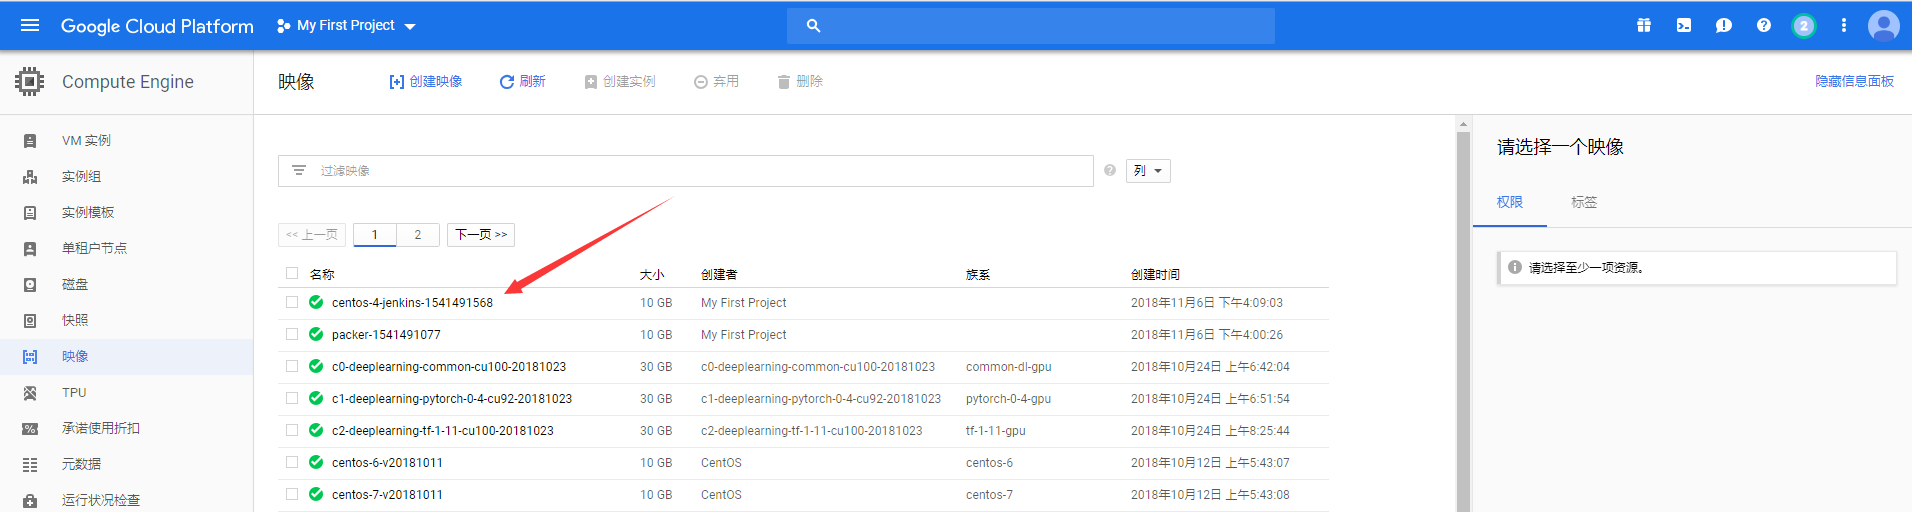 Google Cloud Platform
My First Project
2
Compute Engine
映像
创建映像
刷新
创建实例
弃用
删除
隐藏信息面板
VM 实例
实例组
实例模板
单租户节点
磁盘
快照
映像
TPU
承诺使用折扣
元数据
运行状况检查
过滤映像
列
<< 上一页 1 2 下一页 >>
名称 大小 创建者 族系 创建时间
centos-4-jenkins-1541491568 10 GB My First Project 2018年11月6日 下午4:09:03
packer-1541491077 10 GB My First Project 2018年11月6日 下午4:00:26
c0-deeplearning-common-cu100-20181023 30 GB c0-deeplearning-common-cu100-20181023 common-dl-gpu 2018年10月24日 上午6:42:04
c1-deeplearning-pytorch-0-4-cu92-20181023 30 GB c1-deeplearning-pytorch-0-4-cu92-20181023 pytorch-0-4-gpu 2018年10月24日 上午6:51:54
c2-deeplearning-tf-1-11-cu100-20181023 30 GB c2-deeplearning-tf-1-11-cu100-20181023 tf-1-11-gpu 2018年10月24日 上午8:25:44
centos-6-v20181011 10 GB CentOS centos-6 2018年10月12日 上午5:43:07
centos-7-v20181011 10 GB CentOS centos-7 2018年10月12日 上午5:43:08
请选择一个映像
权限 标签
请选择至少一项资源。